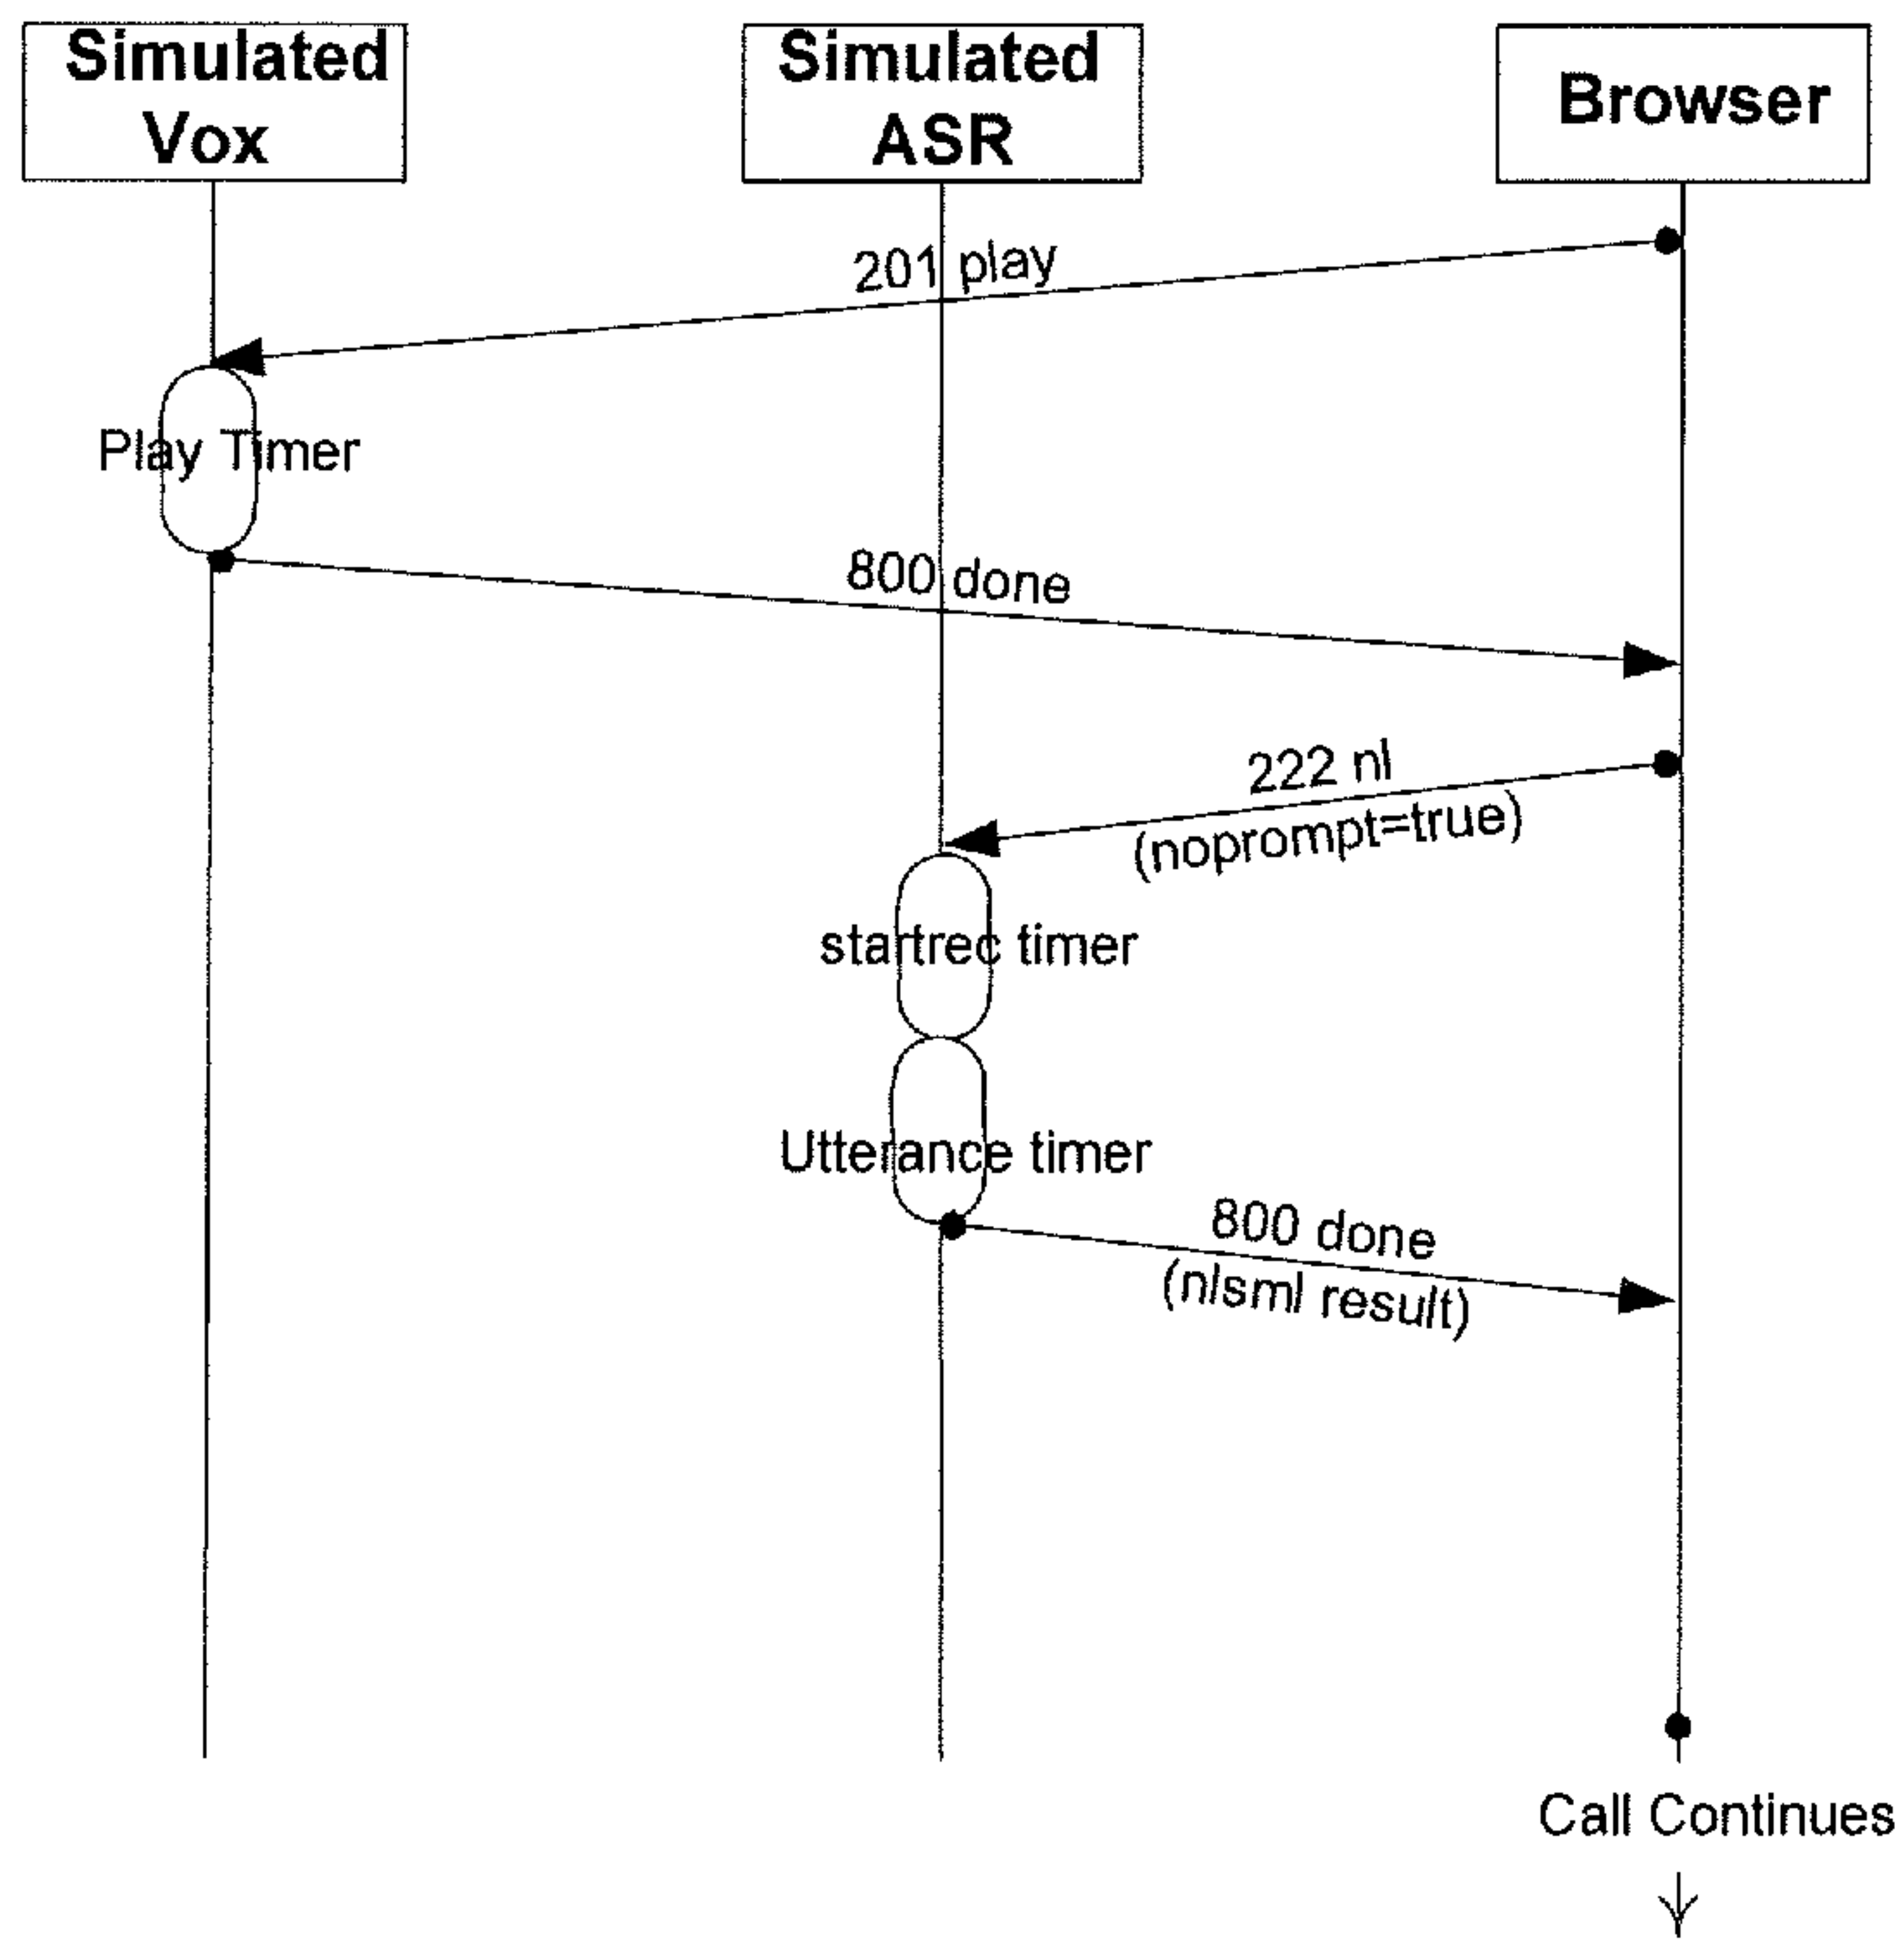 Simulated
Vox
Simulated
ASR
Browser
201 play
Play Timer
800 done
222 nl
(noprompt=true)
startrec timer
Utterance timer
800 done
(nlsml result)
Call Continues